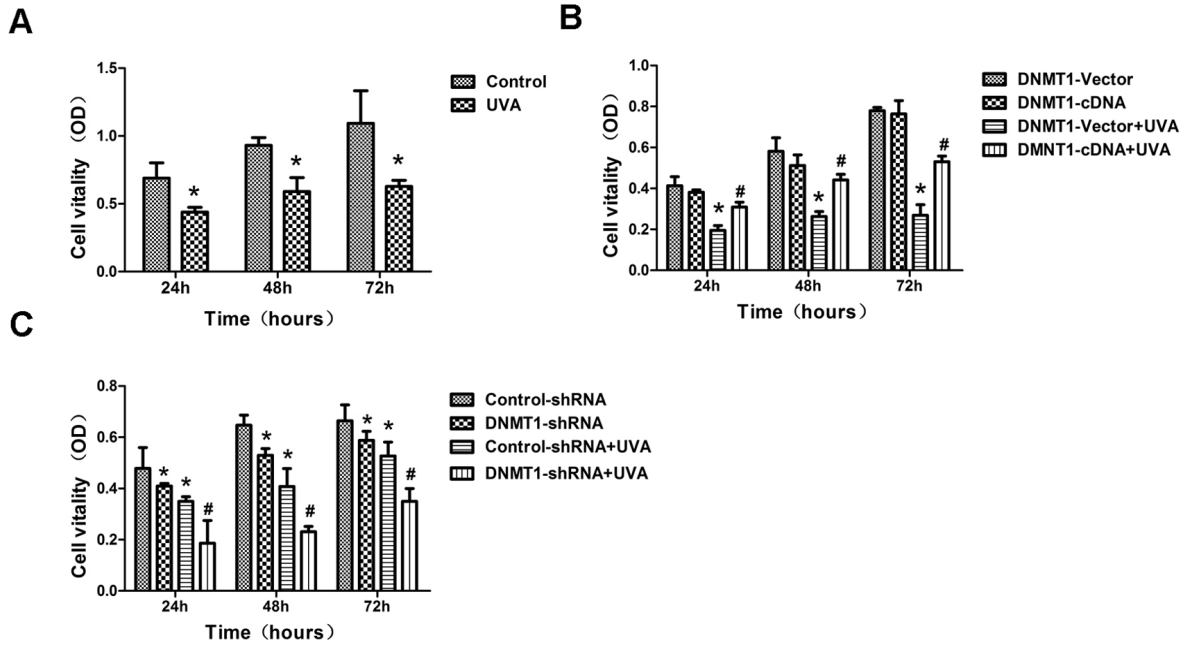 A
1.5
1.0
0.5
0.0
Cell vitality（OD）
*
*
*
24h 48h 72h
Time（hours）
Control
UVA
B
1.0
0.8
0.6
0.4
0.2
0.0
Cell vitality（OD）
* # * # * #
24h 48h 72h
Time（hours）
DNMT1-Vector
DNMT1-cDNA
DNMT1-Vector+UVA
DMNT1-cDNA+UVA
C
0.8
0.6
0.4
0.2
0.0
Cell vitality（OD）
* * # * * # * * #
24h 48h 72h
Time（hours）
Control-shRNA
DNMT1-shRNA
Control-shRNA+UVA
DNMT1-shRNA+UVA